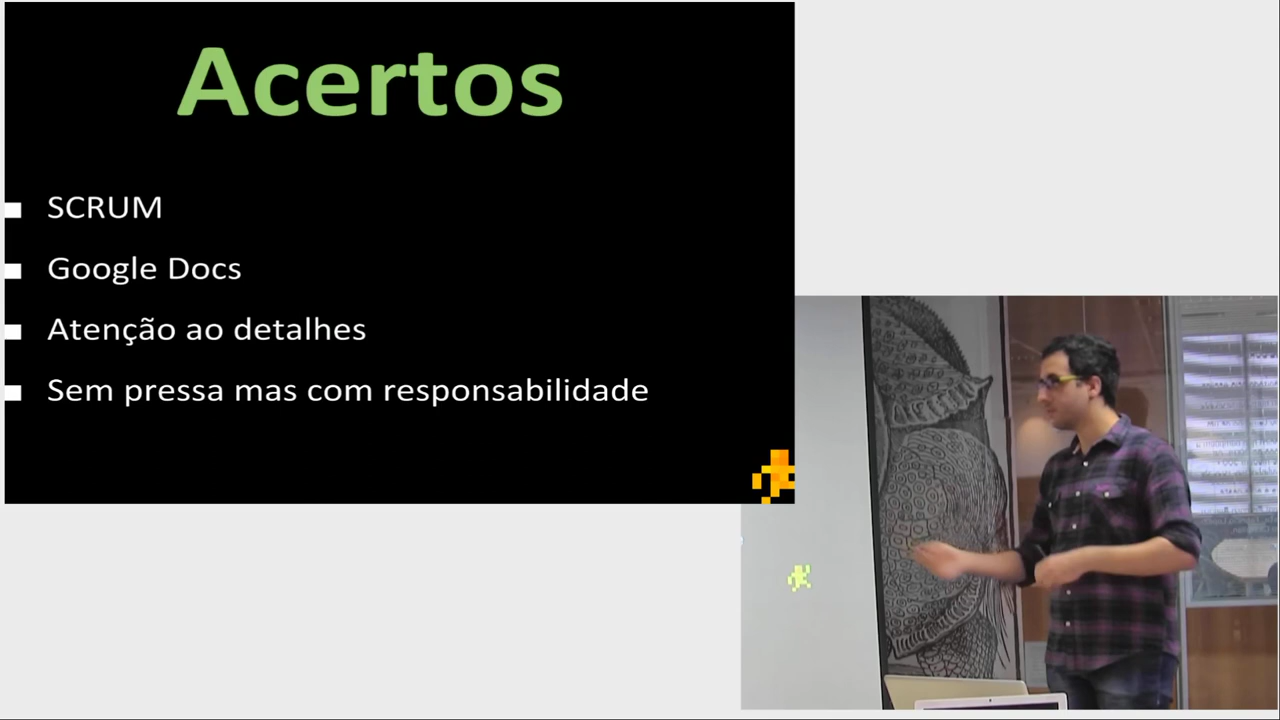 Acertos
SCRUM
Google Docs
Atenção ao detalhes
Sem pressa mas com responsabilidade